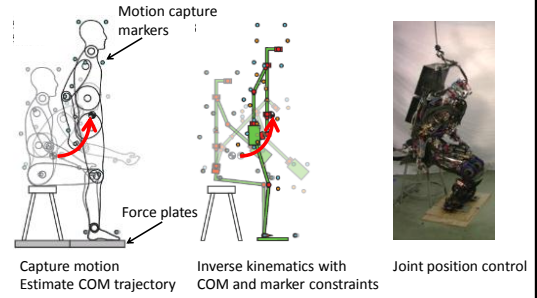 Motion capture
markers
Force plates
Capture motion
Estimate COM trajectory
Inverse kinematics with
COM and marker constraints
Joint position control